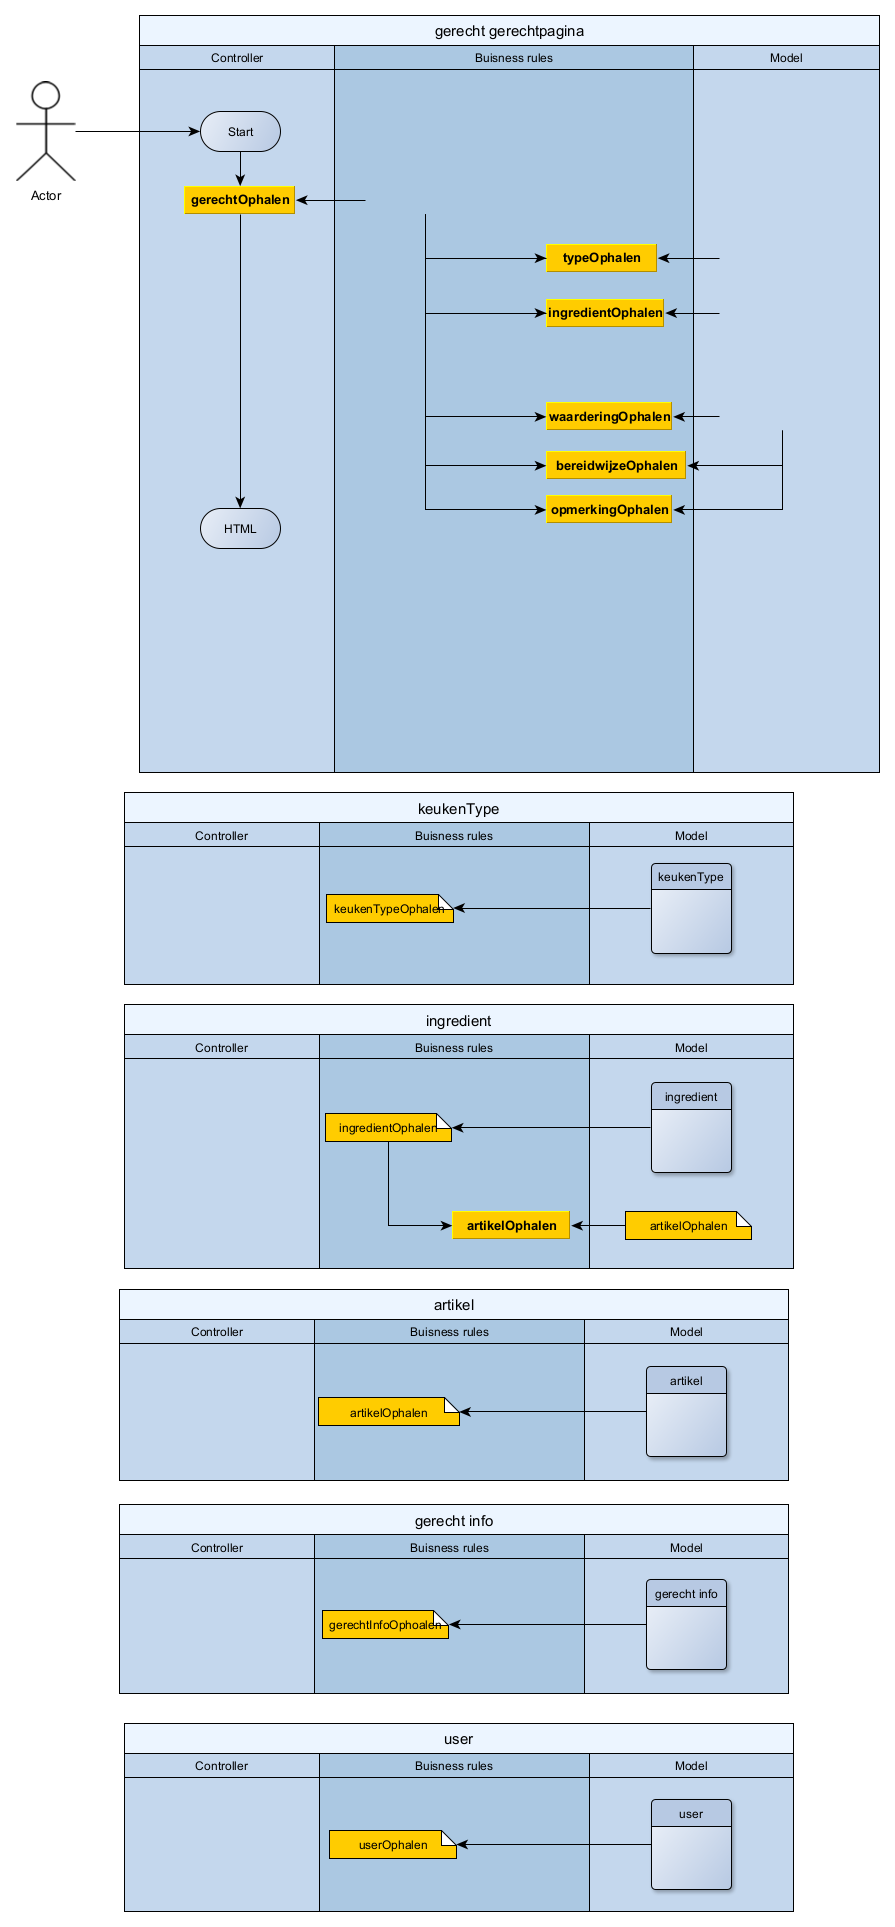 gerecht gerechtpagina
Controller
Buisness rules
Model
Start
Actor
gerechtOphalen
typeOphalen
ingredientOphalen
waarderingOphalen
bereidwijzeOphalen
opmerkingOphalen
HTML
keukenType
Controller
Buisness rules
Model
keukenType
keukenTypeOphalen
ingredient
Controller
Buisness rules
Model
ingredient
ingredientOphalen
artikelOphalen
artikelOphalen
artikel
Controller
Buisness rules
Model
artikel
artikelOphalen
gerecht info
Controller
Buisness rules
Model
gerecht info
gerechtInfoOphoalen
user
Controller
Buisness rules
Model
user
userOphalen